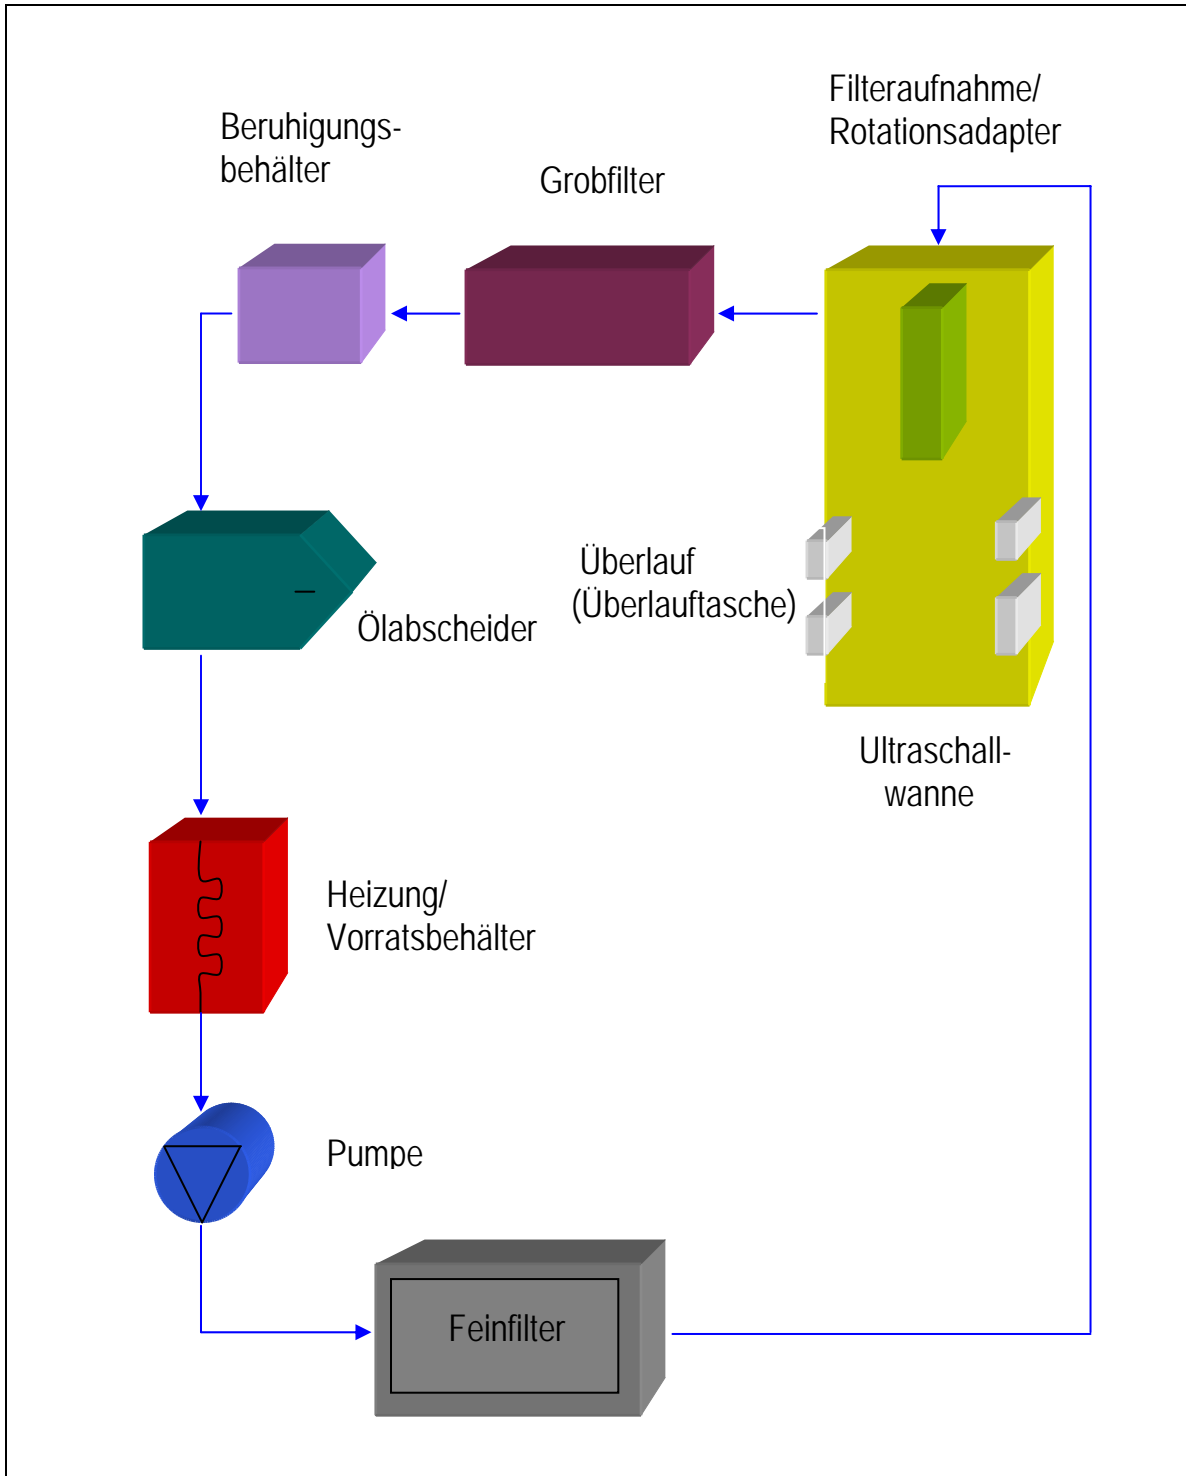 Filteraufnahme/
Rotationsadapter
Beruhigungs-
behälter
Grobfilter
Überlauf
(Überlauftasche)
Ölabscheider
Ultraschall-
wanne
Heizung/
Vorratsbehälter
Pumpe
Feinfilter